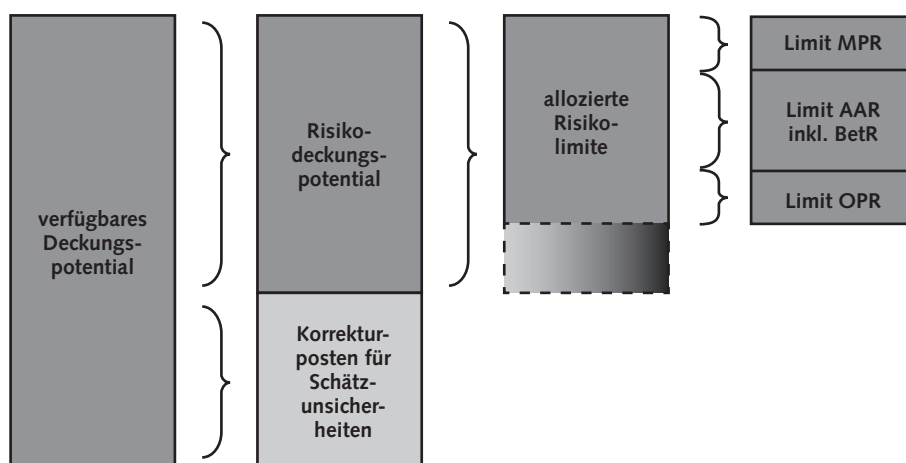 verfügbares
Deckungs-
potential
Risiko-
deckungs-
potential
Korrektur-
posten für
Schätz-
unsicher-
heiten
allozierte
Risiko-
limite
Limit MPR
Limit AAR
inkl. BetR
Limit OPR